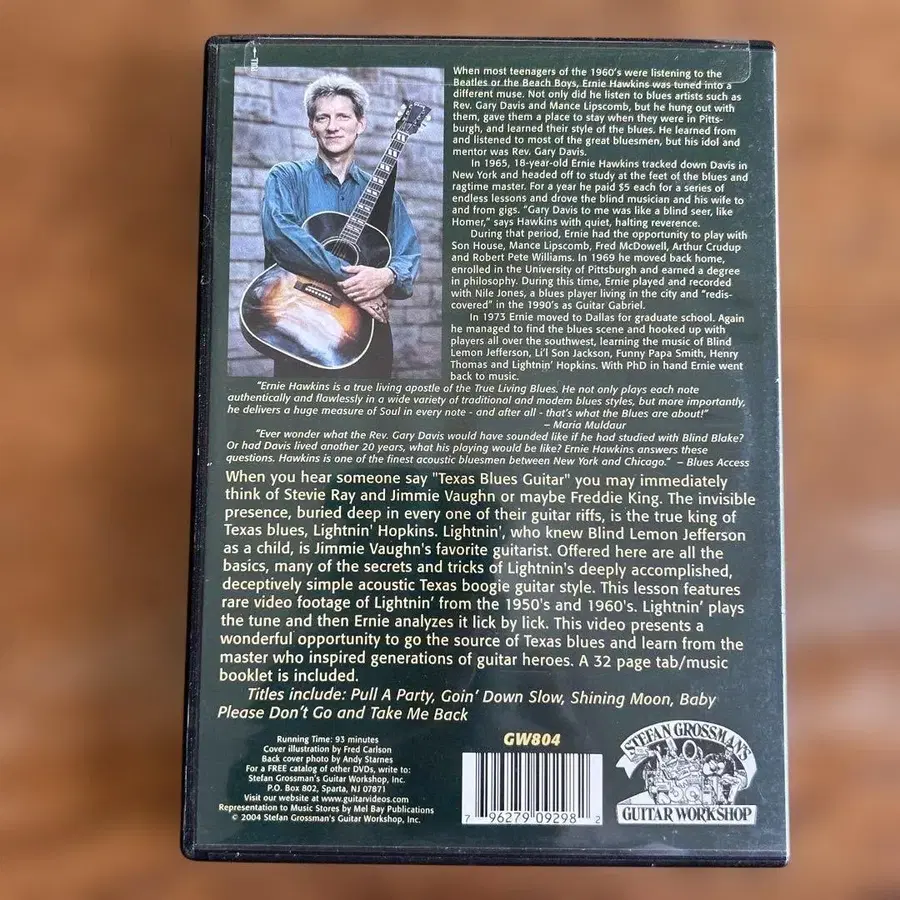 When most teenagers of the 1960's were listening to the
Beatles or the Beach Boys, Ernie Hawkins was tuned into a
different muse. Not only did he listen to blues artists such as
Rev. Gary Davis and Mance Lipscomb, but he hung out with
them, gave them a place to stay when they were in Pitts-
burgh, and learned their style of the blues. He learned from
and listened to most of the great bluesmen, but his idol and
mentor was Rev. Gary Davis.
In 1965, 18-year-old Ernie Hawkins tracked down Davis in
New York and headed off to study at the feet of the blues and
ragtime master. For a year he paid $5 each for a series of
endless lessons and drove the blind musician and his wife to
and from gigs. "Gary Davis to me was like a blind seer, like
Homer," says Hawkins with quiet, halting reverence.
During that period, Ernie had the opportunity to play with
Son House, Mance Lipscomb, Fred McDowell, Arthur Crudup
and Robert Pete Williams. In 1969 he moved back home,
enrolled in the University of Pittsburgh and earned a degree
in philosophy. During this time, Ernie played and recorded
with Nile Jones, a blues player living in the city and "redis-
covered" in the 1990's as Guitar Gabriel.
In 1973 Ernie moved to Dallas for graduate school. Again
he managed to find the blues scene and hooked up with
players all over the southwest, learning the music of Blind
Lemon Jefferson, Li'l Son Jackson, Funny Papa Smith, Henry
Thomas and Lightnin' Hopkins. With PhD in hand Ernie went
back to music.
"Ernie Hawkins is a true living apostle of the True Living Blues. He not only plays each note
authentically and flawlessly in a wide variety of traditional and modem blues styles, but more importantly,
he delivers a huge measure of Soul in every note - and after all - that's what the Blues are about!"
– Maria Muldaur
"Ever wonder what the Rev. Gary Davis would have sounded like if he had studied with Blind Blake?
Or had Davis lived another 20 years, what his playing would be like? Ernie Hawkins answers these
questions. Hawkins is one of the finest acoustic bluesmen between New York and Chicago." – Blues Access
When you hear someone say "Texas Blues Guitar" you may immediately
think of Stevie Ray and Jimmie Vaughn or maybe Freddie King. The invisible
presence, buried deep in every one of their guitar riffs, is the true king of
Texas blues, Lightnin' Hopkins. Lightnin', who knew Blind Lemon Jefferson
as a child, is Jimmie Vaughn's favorite guitarist. Offered here are all the
basics, many of the secrets and tricks of Lightnin's deeply accomplished,
deceptively simple acoustic Texas boogie guitar style. This lesson features
rare video footage of Lightnin' from the 1950's and 1960's. Lightnin' plays
the tune and then Ernie analyzes it lick by lick. This video presents a
wonderful opportunity to go the source of Texas blues and learn from the
master who inspired generations of guitar heroes. A 32 page tab/music
booklet is included.
Titles include: Pull A Party, Goin' Down Slow, Shining Moon, Baby
Please Don't Go and Take Me Back
Running Time: 93 minutes
Cover illustration by Fred Carlson
Back cover photo by Andy Starnes
For a FREE catalog of other DVDs, write to:
Stefan Grossman's Guitar Workshop, Inc.
P.O. Box 802, Sparta, NJ 07871
Visit our website at www.guitarvideos.com
Representation to Music Stores by Mel Bay Publications
© 2004 Stefan Grossman's Guitar Workshop, Inc.
GW804
7 96279 09298 2
STEFAN GROSSMAN'S
GUITAR WORKSHOP